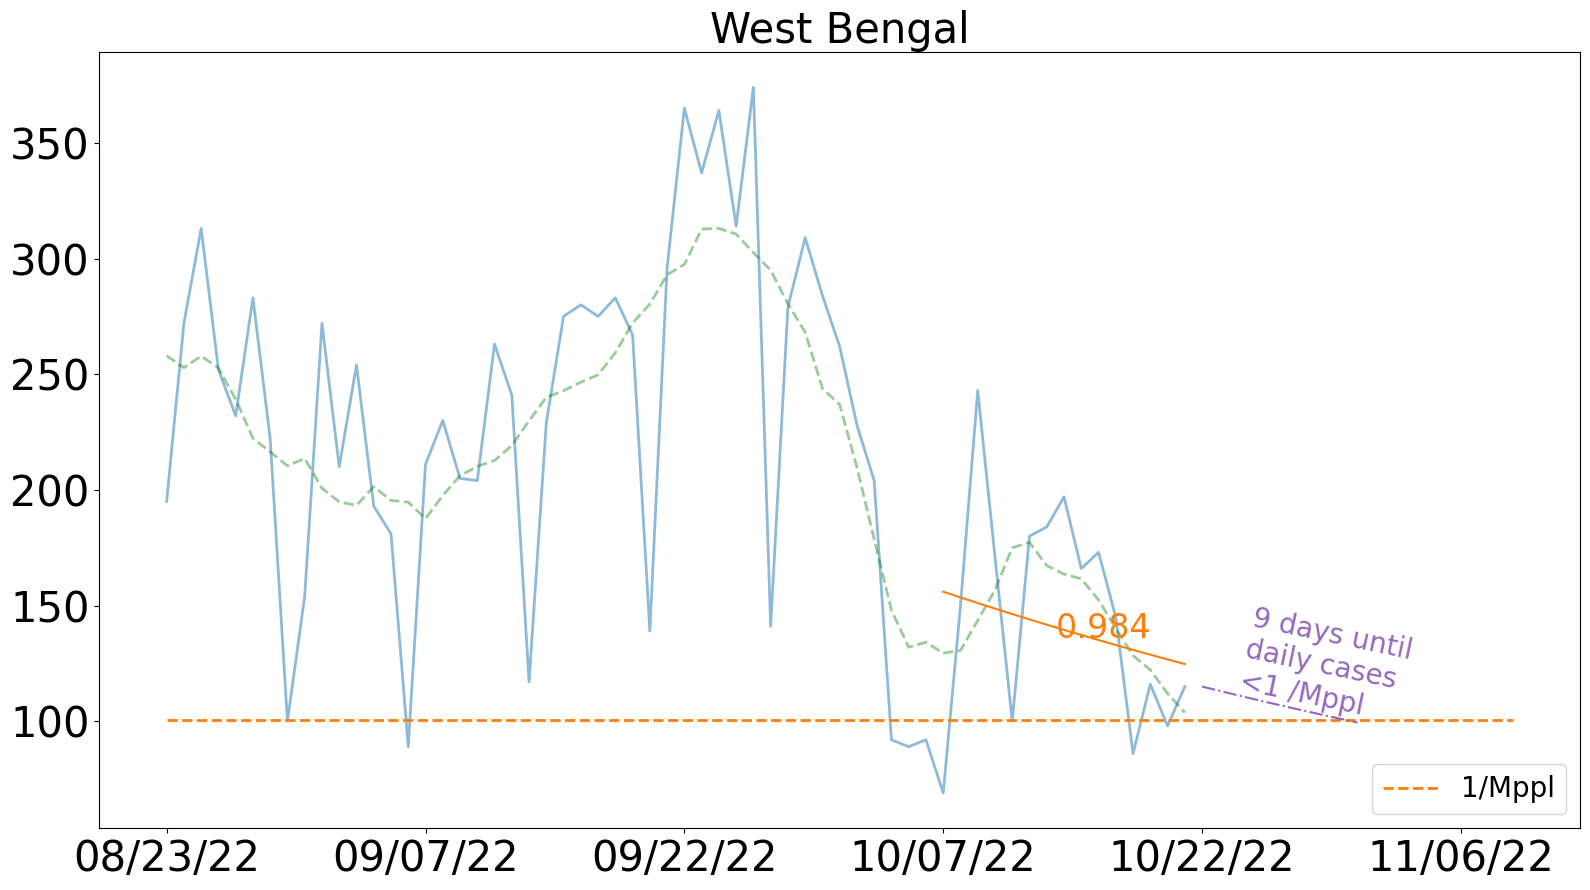 West Bengal
350
300
250
200
150
100
0.984
9 days until
daily cases
<1 /Mppl
1/Mppl
08/23/22
09/07/22
09/22/22
10/07/22
10/22/22
11/06/22